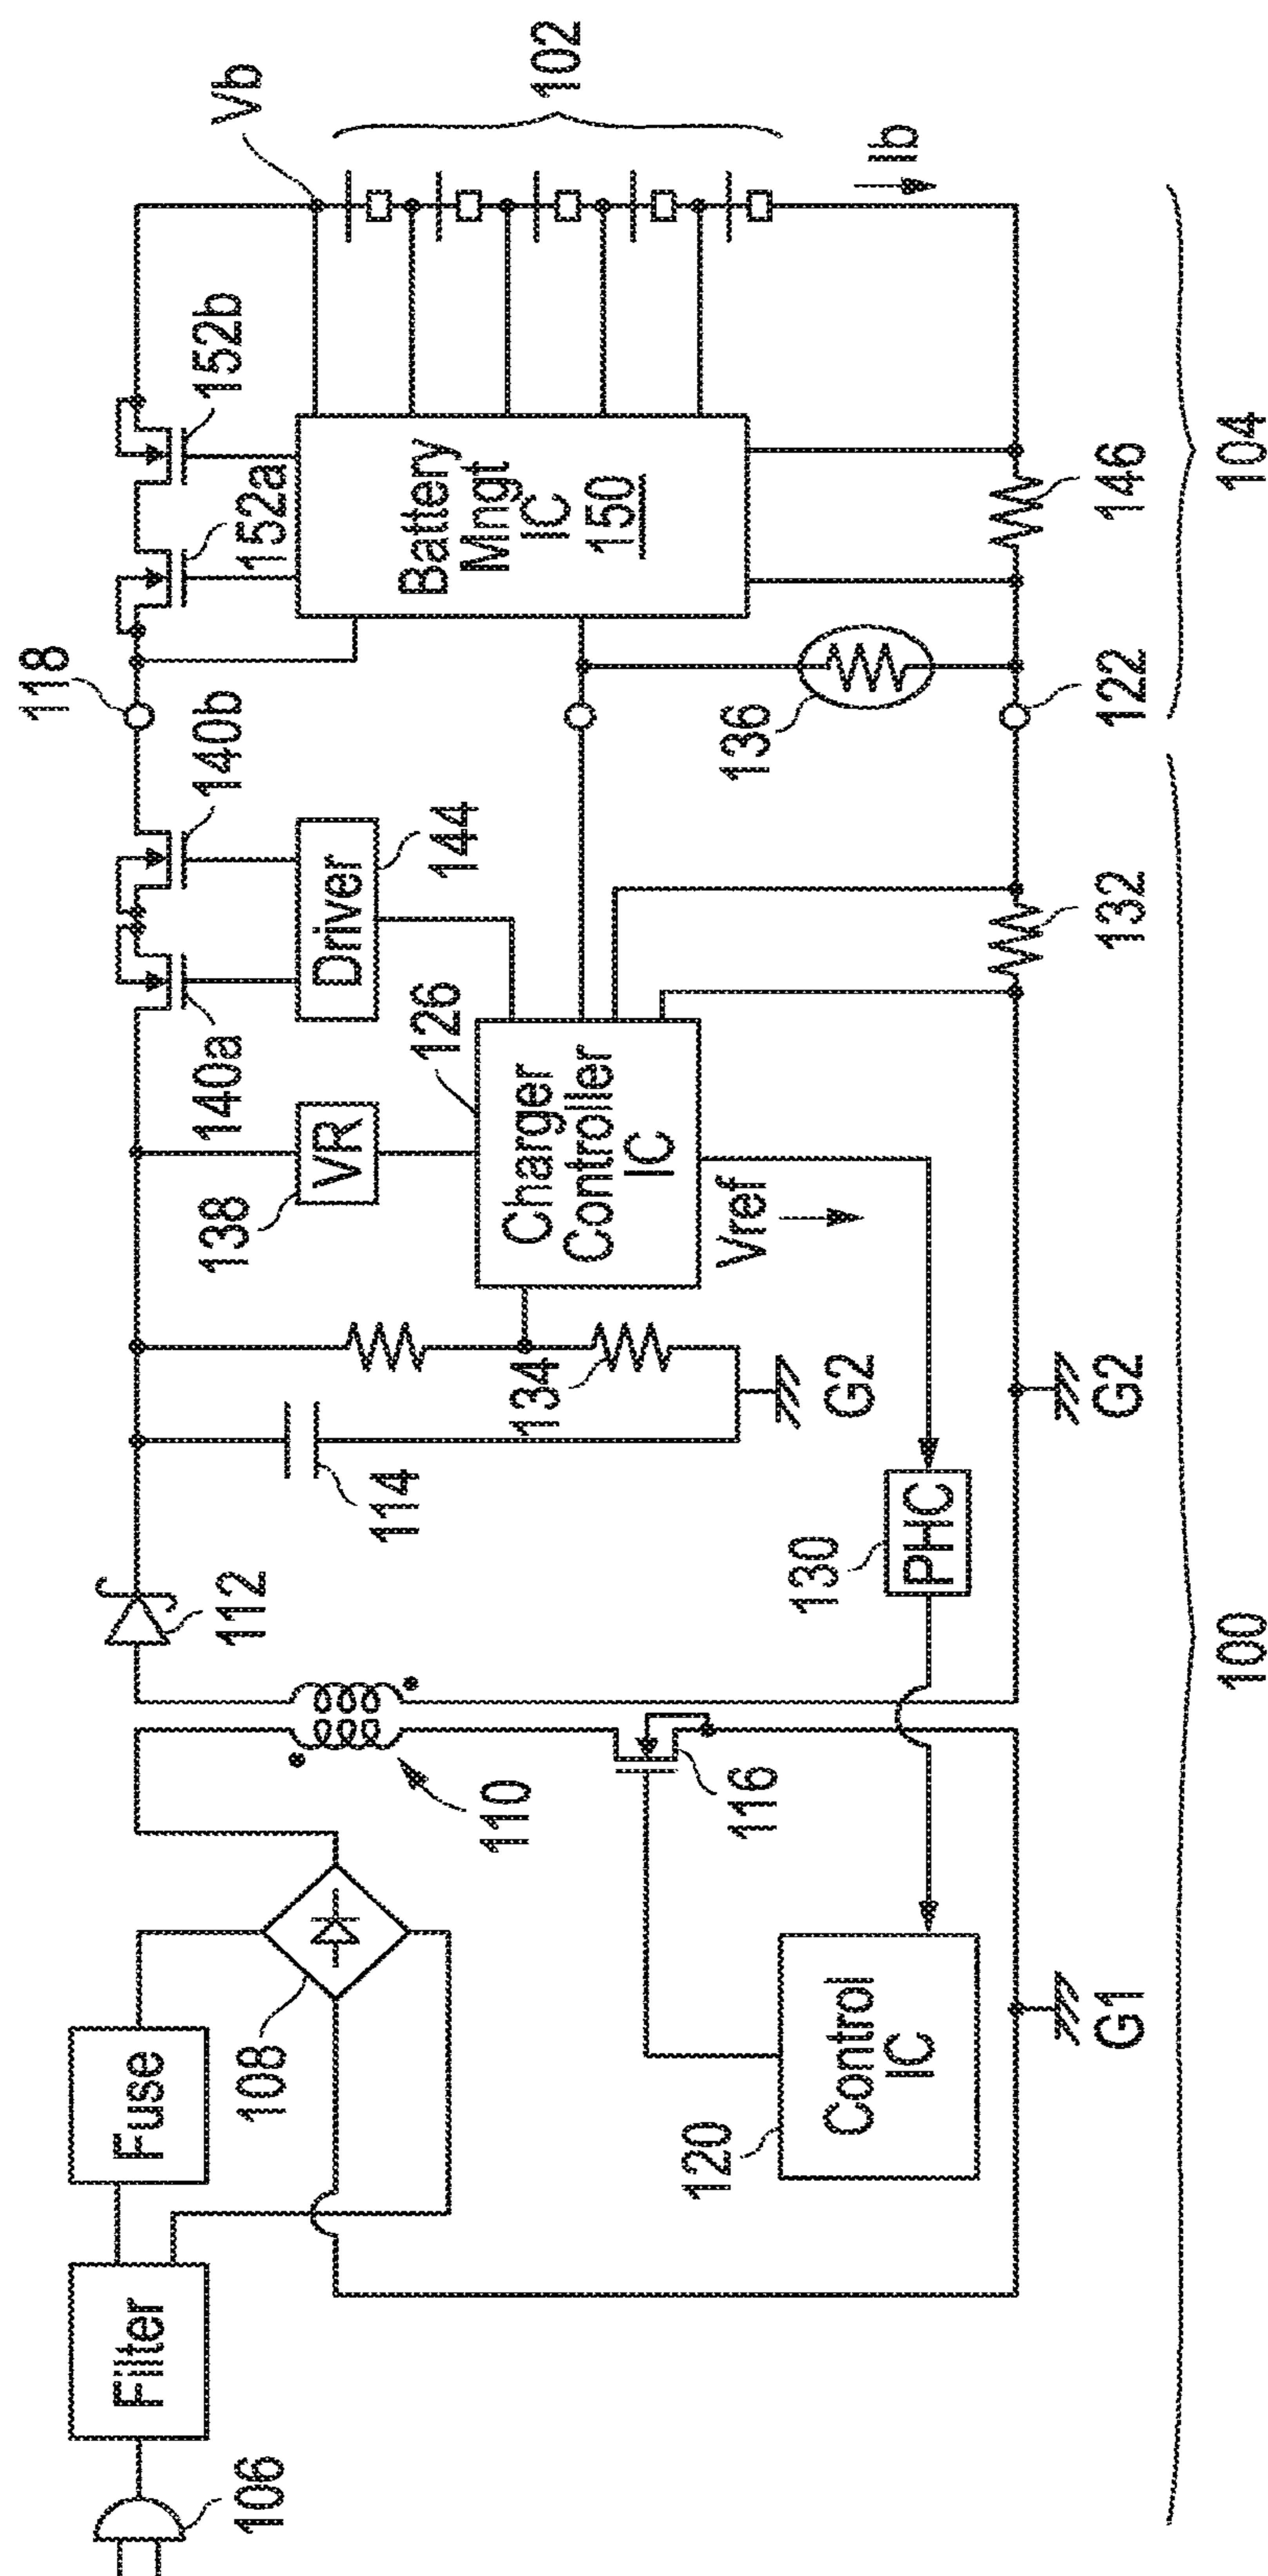 106
Filter
Fuse
108
110
112
114
134
G2
138
VR
126
Charger
Controller
IC
140a
140b
Driver
144
118
152a
152b
Battery
Mngt
IC
150
Vb
102
Ib
120
Control
IC
116
130
PHC
Vref
136
132
122
146
G1
G2
100
104